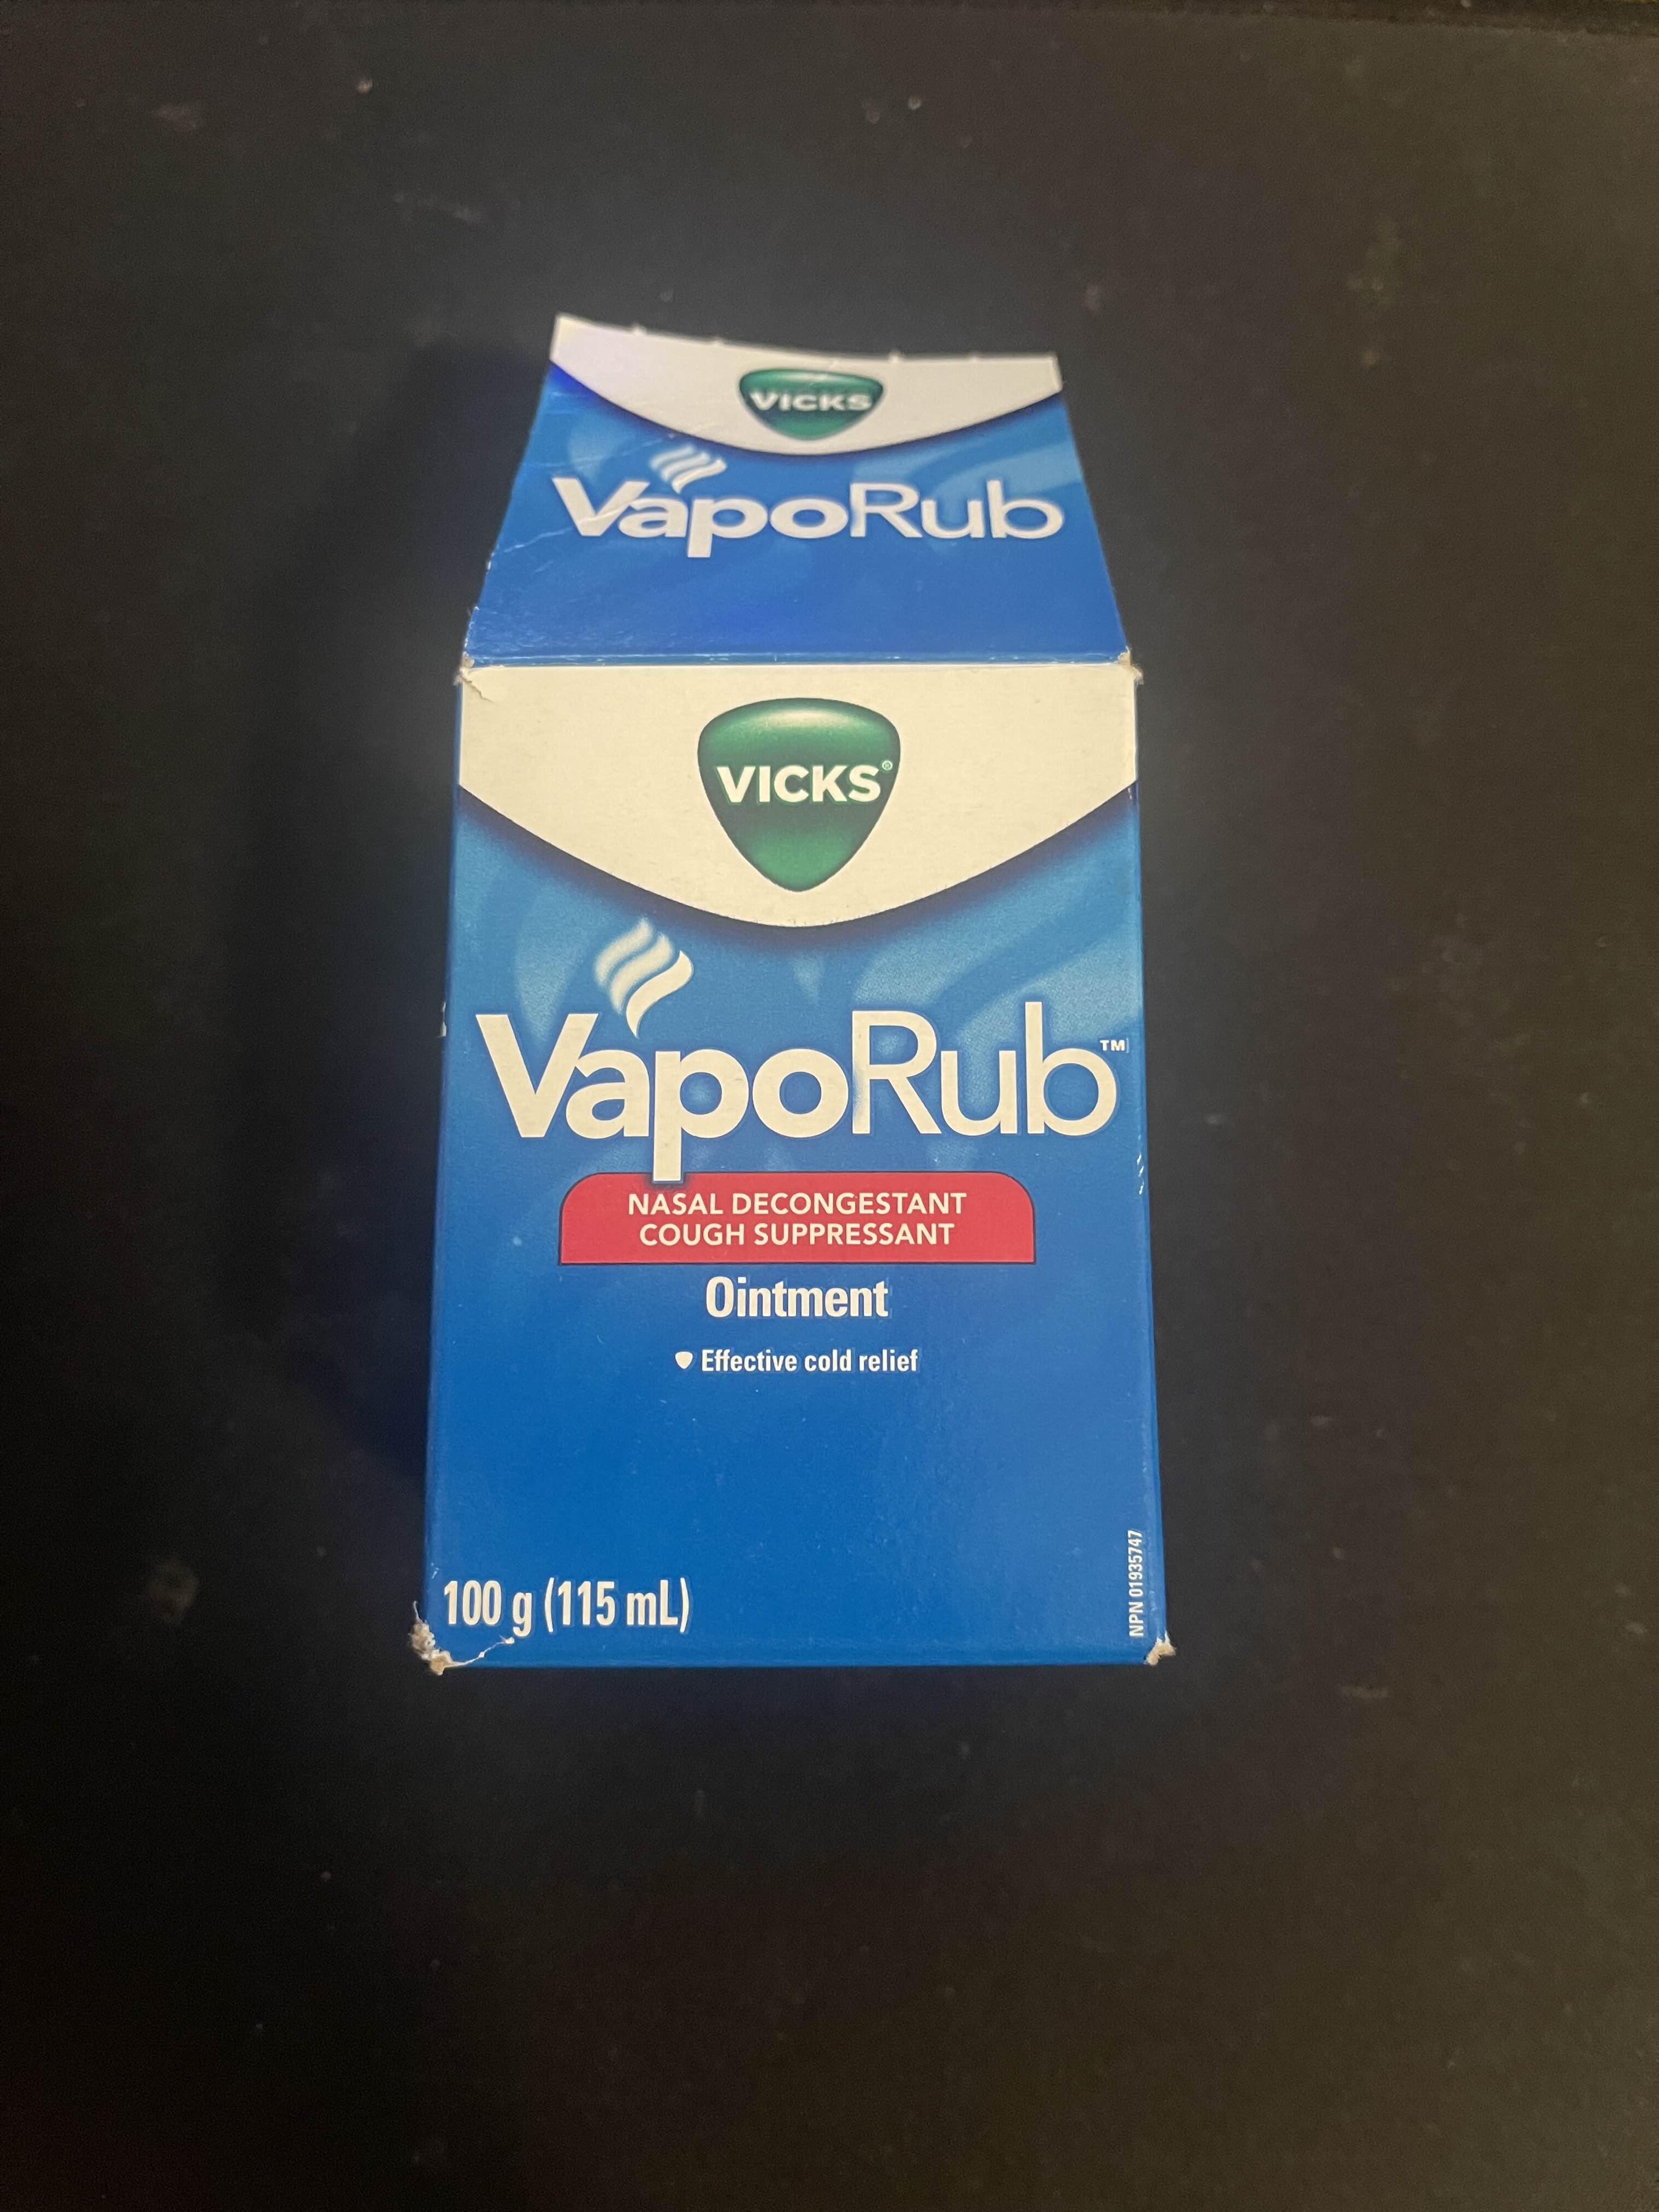 VICKS
VapoRub
VICKS®
VapoRub™
NASAL DECONGESTANT
COUGH SUPPRESSANT
Ointment
Effective cold relief
100 g (115 mL)
NPN 01935747